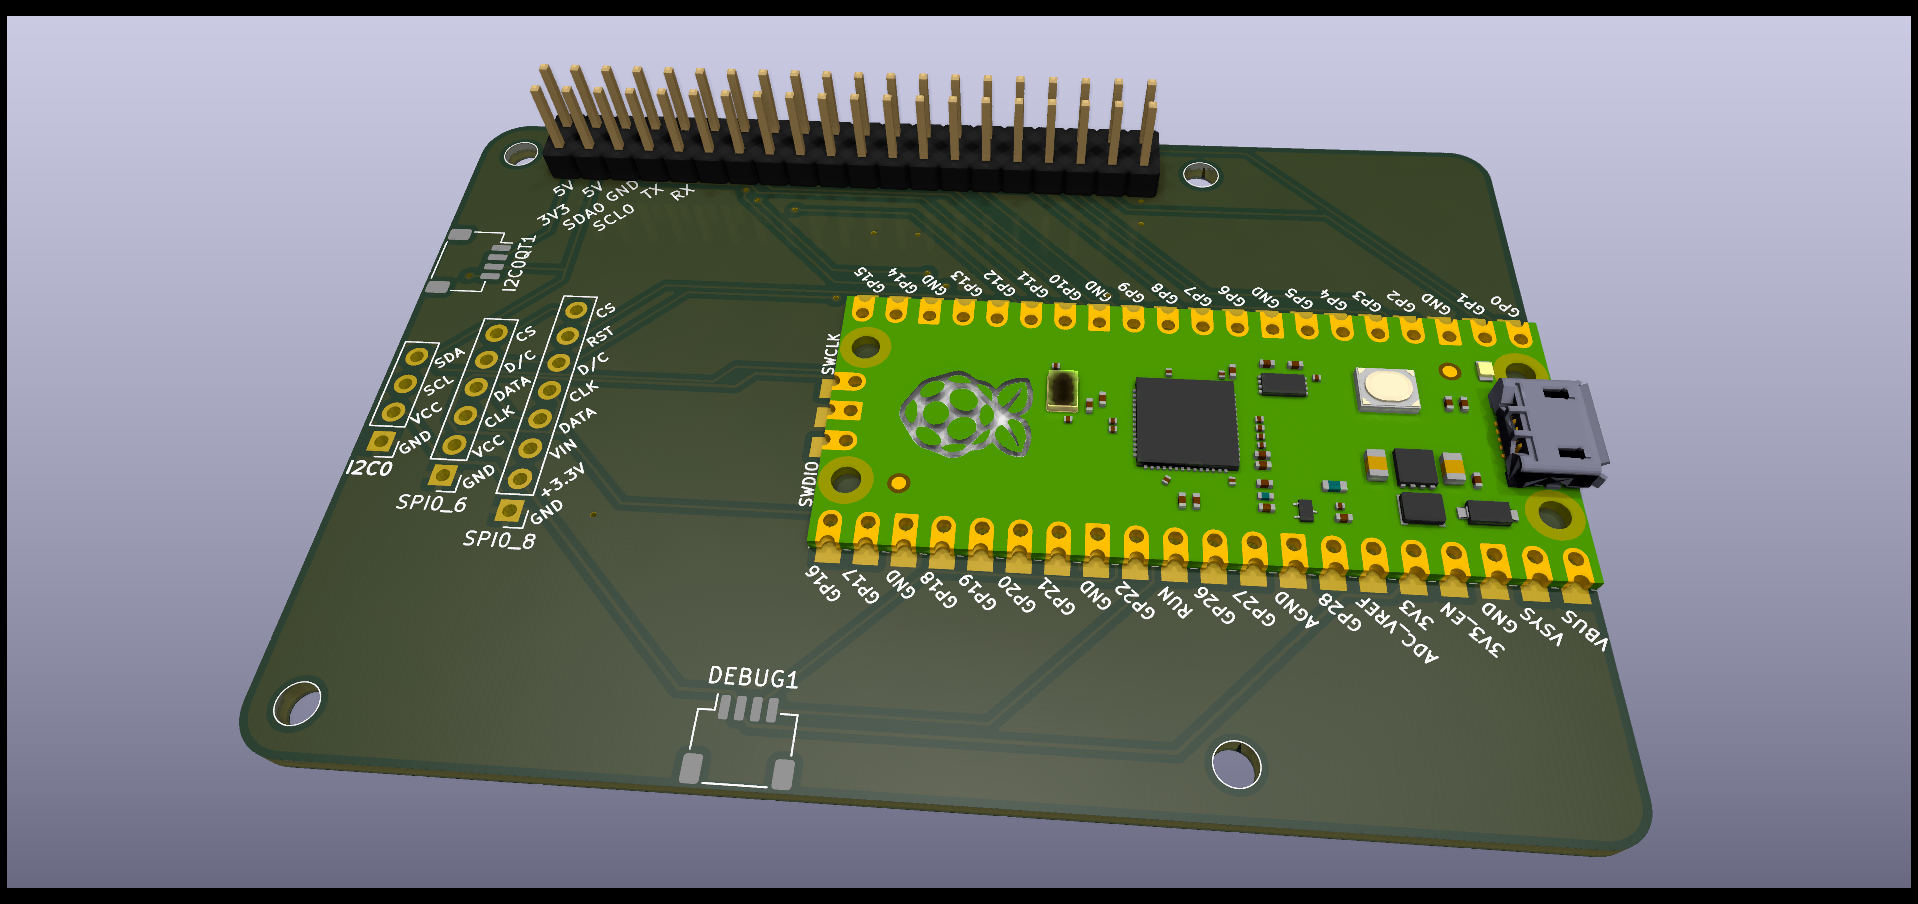 5V 5V GND TX RX
3V3 SDA0 SCL0
I2C0QT1
SDA
SCL
VCC
GND
I2C0
CS
D/C
DATA
CLK
VCC
GND
SPI0_6
CS
RST
D/C
CLK
DATA
VIN
+3.3V
GND
SPI0_8
GP15 GP14 GND GP13 GP12 GP11 GP10 GND GP9 GP8 GP7 GP6 GND GP5 GP4 GP3 GP2 GND GP1 GP0
SWCLK
SWDIO
GP16 GP17 GND GP18 GP19 GP20 GP21 GND GP22 RUN GP26 GP27 AGND GP28 ADC_VREF 3V3 3V3_EN GND VSYS VBUS
DEBUG1